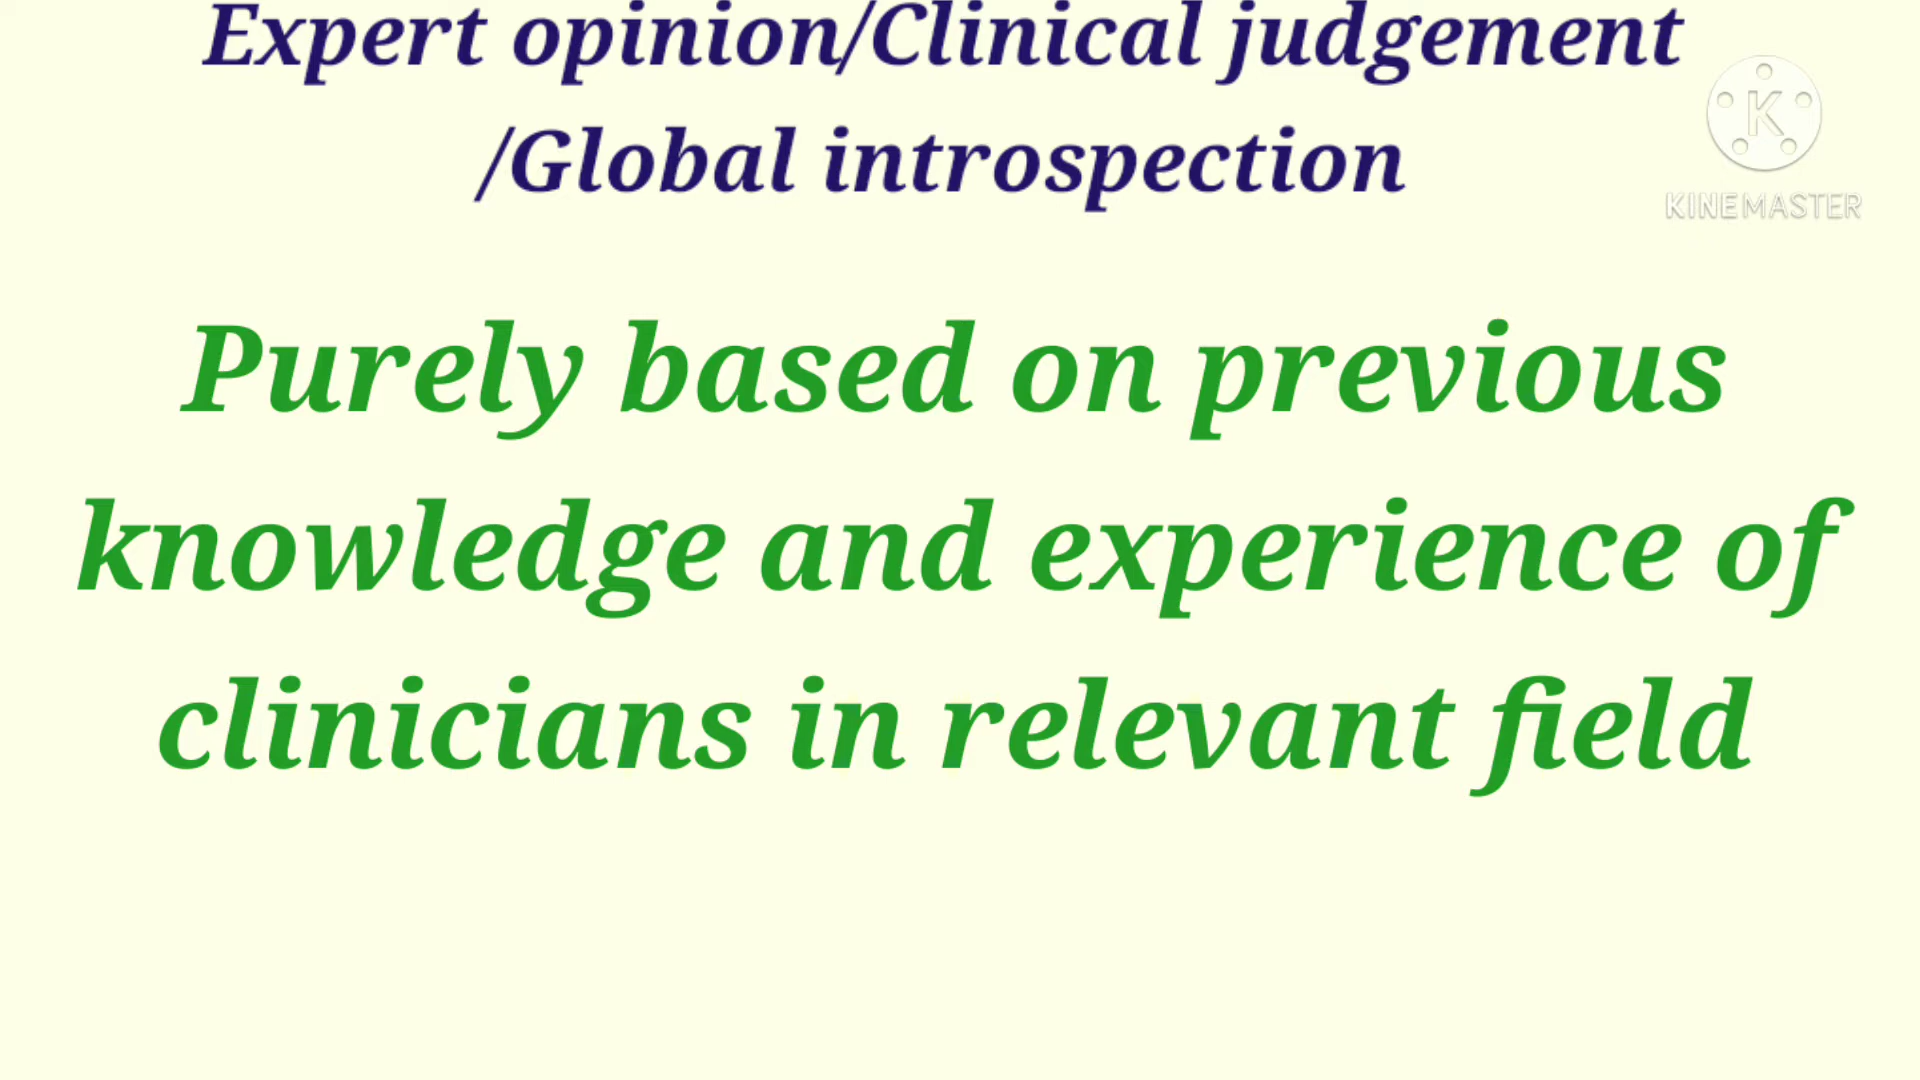 Expert opinion/Clinical judgement
/Global introspection
K
KINEMASTER
Purely based on previous
knowledge and experience of
clinicians in relevant field